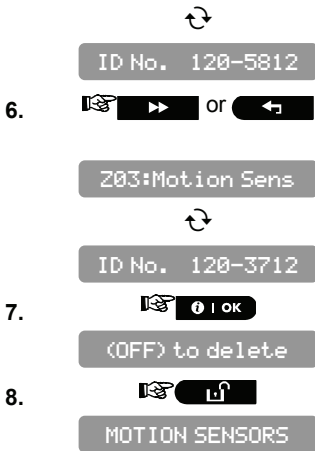 ID No. 120-5812
6. or
Z03:Motion Sens
ID No. 120-3712
7. i | OK
(OFF) to delete
8.
MOTION SENSORS